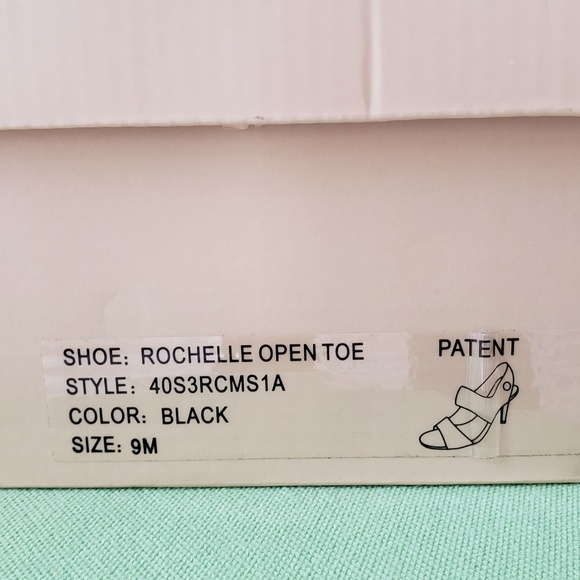 SHOE: ROCHELLE OPEN TOE
PATENT
STYLE: 40S3RCMS1A
COLOR: BLACK
SIZE: 9M